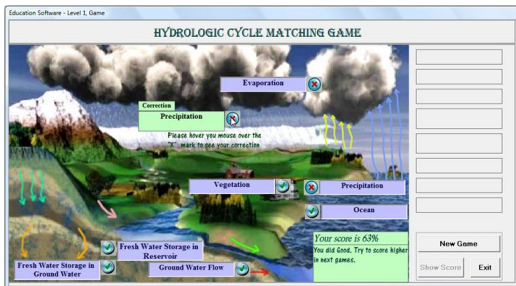 Education Software - Level 1, Game
HYDROLOGIC CYCLE MATCHING GAME
Evaporation
Correction
Precipitation
Please hover you mouse over the
"X" mark to see your correction
Vegetation
Precipitation
Ocean
Your score is 63%
You did Good. Try to score higher
in next games.
Fresh Water Storage in
Reservoir
Fresh Water Storage in
Ground Water
Ground Water Flow
New Game
Show Score
Exit